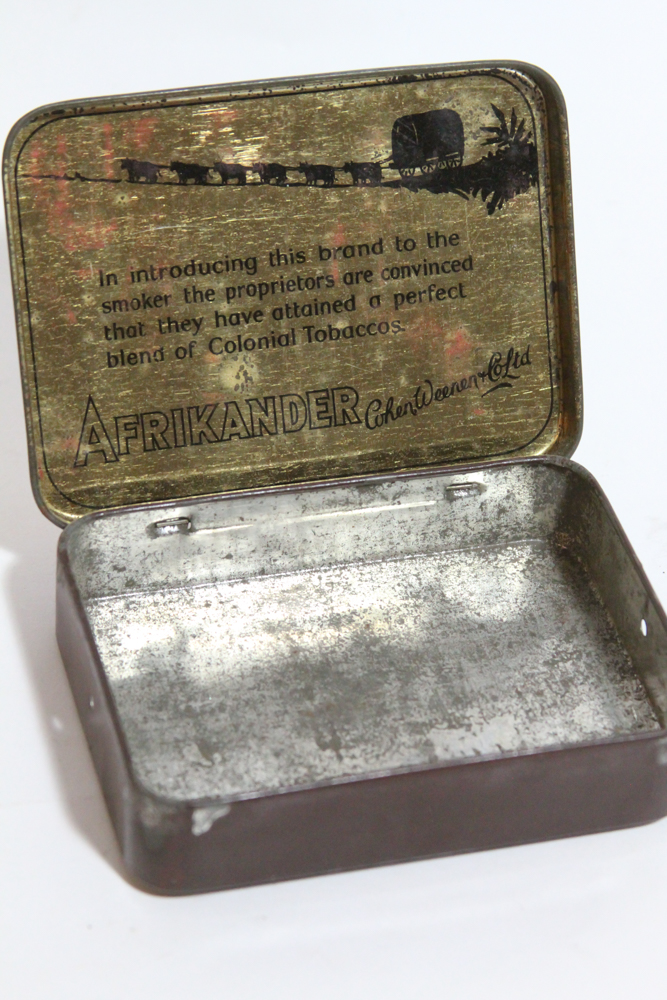 In introducing this brand to the
smoker the proprietors are convinced
that they have attained a perfect
blend of Colonial Tobaccos.
AFRIKANDER Cohen, Weenen & Co Ltd